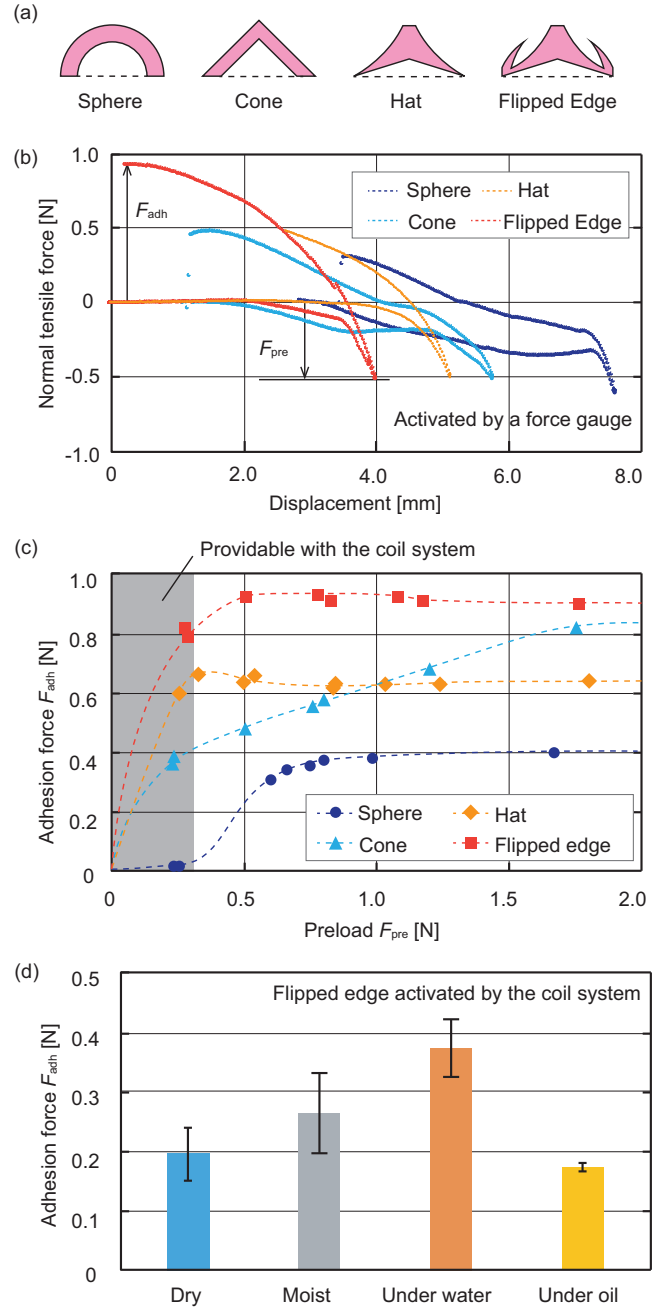 (a)
Sphere
Cone
Hat
Flipped Edge
(b)
Normal tensile force [N]
1.0
0.5
0
-0.5
-1.0
F_adh
F_pre
Sphere
Hat
Cone
Flipped Edge
Activated by a force gauge
0
2.0
4.0
6.0
8.0
Displacement [mm]
(c)
Providable with the coil system
Adhesion force F_adh [N]
1.0
0.8
0.6
0.4
0.2
0
Sphere
Hat
Cone
Flipped edge
0
0.5
1.0
1.5
2.0
Preload F_pre [N]
(d)
Flipped edge activated by the coil system
Adhesion force F_adh [N]
0.5
0.4
0.3
0.2
0.1
0
Dry
Moist
Under water
Under oil